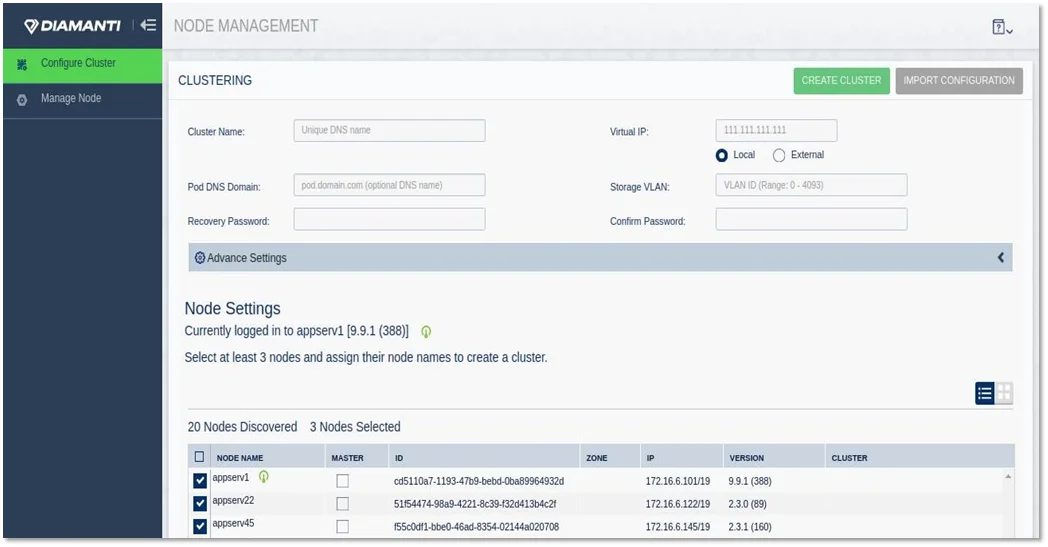 DIAMANTI
NODE MANAGEMENT
Configure Cluster
Manage Node
CLUSTERING
CREATE CLUSTER
IMPORT CONFIGURATION
Cluster Name:
Unique DNS name
Virtual IP:
111.111.111.111
Local
External
Pod DNS Domain:
pod.domain.com (optional DNS name)
Storage VLAN:
VLAN ID (Range: 0 - 4093)
Recovery Password:
Confirm Password:
Advance Settings
Node Settings
Currently logged in to appserv1 [9.9.1 (388)]
Select at least 3 nodes and assign their node names to create a cluster.
20 Nodes Discovered 3 Nodes Selected
NODE NAME MASTER ID ZONE IP VERSION CLUSTER
appserv1 cd5110a7-1193-47b9-bebd-0ba89964932d 172.16.6.101/19 9.9.1 (388)
appserv22 51f54474-98a9-4221-8c39-f32d413b4c2f 172.16.6.122/19 2.3.0 (89)
appserv45 f55c0df1-bbe0-46ad-8354-02144a020708 172.16.6.145/19 2.3.1 (160)